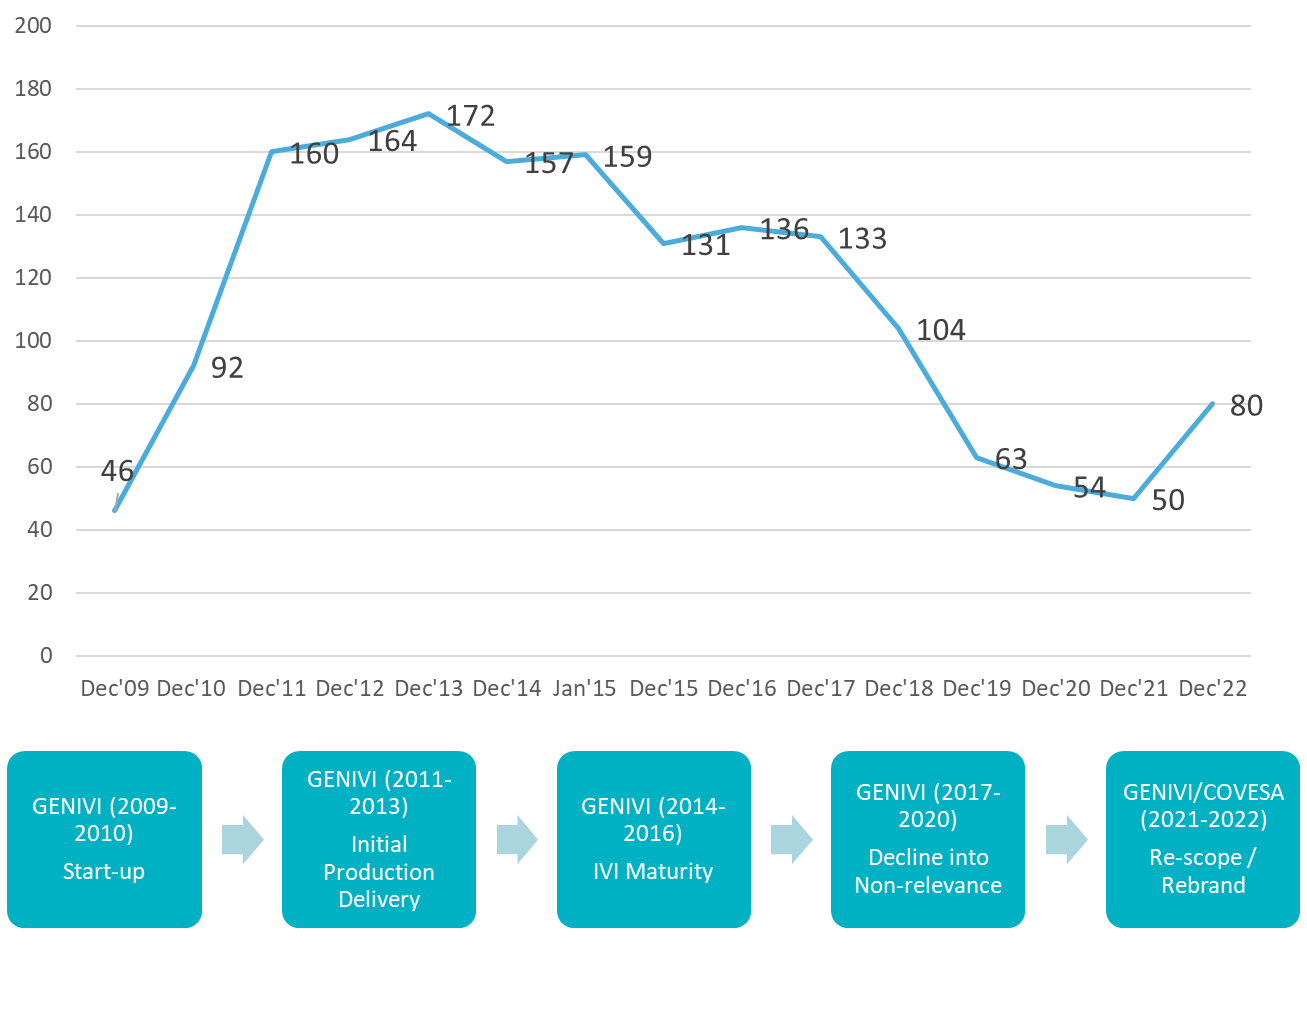 200
180
160
140
120
100
80
60
40
20
0
46
92
160
164
172
157
159
131
136
133
104
63
54
50
80
Dec'09 Dec'10 Dec'11 Dec'12 Dec'13 Dec'14 Jan'15 Dec'15 Dec'16 Dec'17 Dec'18 Dec'19 Dec'20 Dec'21 Dec'22
GENIVI (2009-
2010)
Start-up
GENIVI (2011-
2013)
Initial
Production
Delivery
GENIVI (2014-
2016)
IVI Maturity
GENIVI (2017-
2020)
Decline into
Non-relevance
GENIVI/COVESA
(2021-2022)
Re-scope /
Rebrand